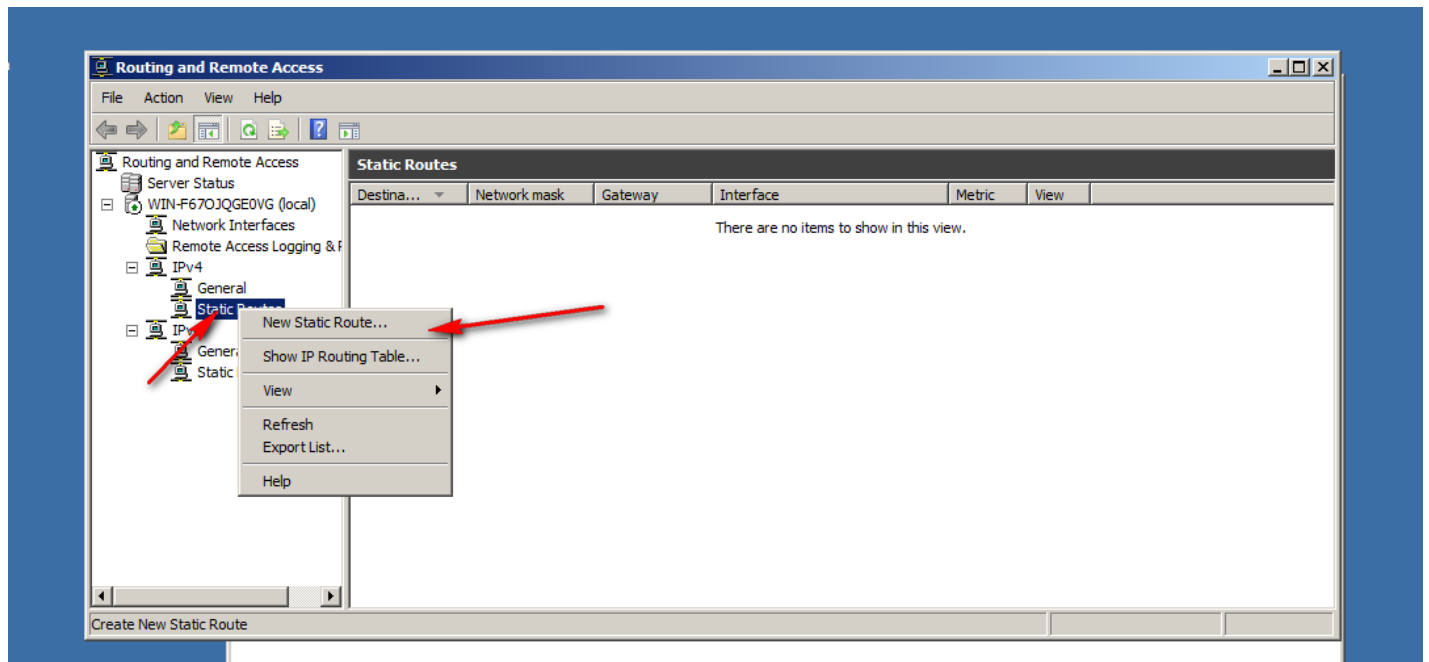 Routing and Remote Access
File Action View Help
Routing and Remote Access
Server Status
WIN-F67OJQGE0VG (local)
Network Interfaces
Remote Access Logging &
IPv4
General
Static
IPv
Gener
Static
Static Routes
Destina... Network mask Gateway Interface Metric View
There are no items to show in this view.
New Static Route...
Show IP Routing Table...
View
Refresh
Export List...
Help
Create New Static Route